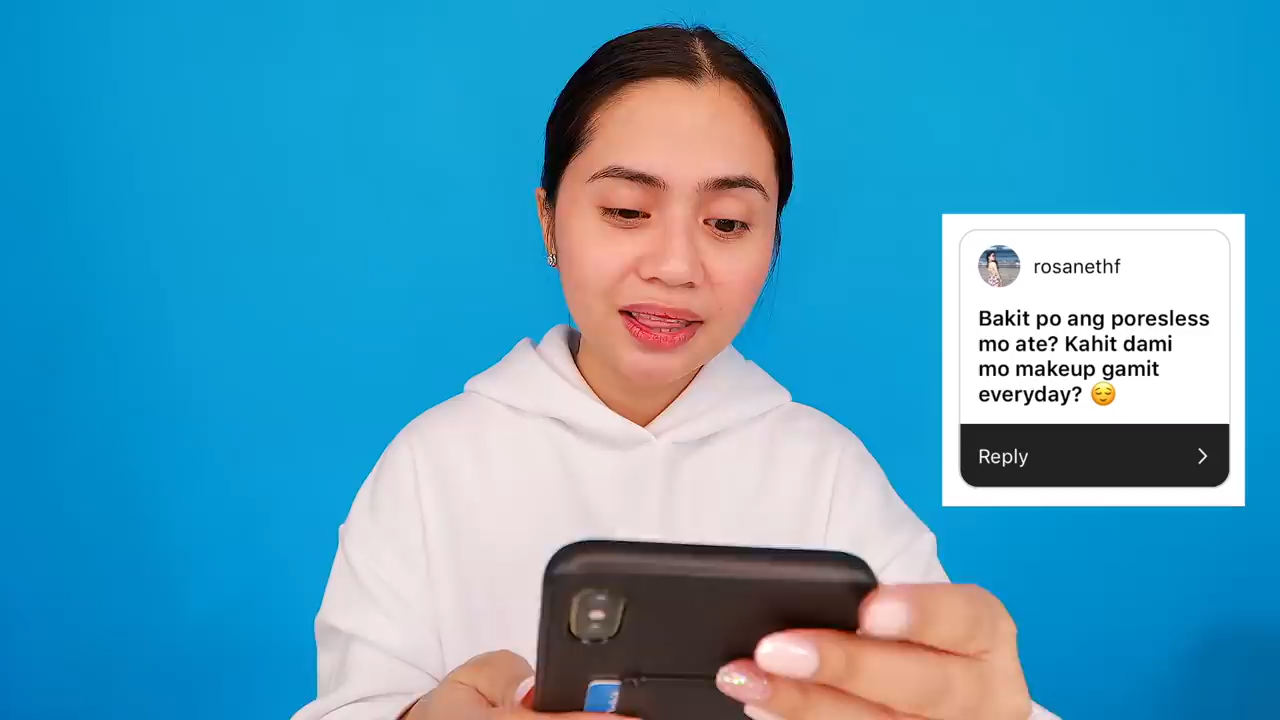 rosanethf
Bakit po ang poresless
mo ate? Kahit dami
mo makeup gamit
everyday? 😌
Reply